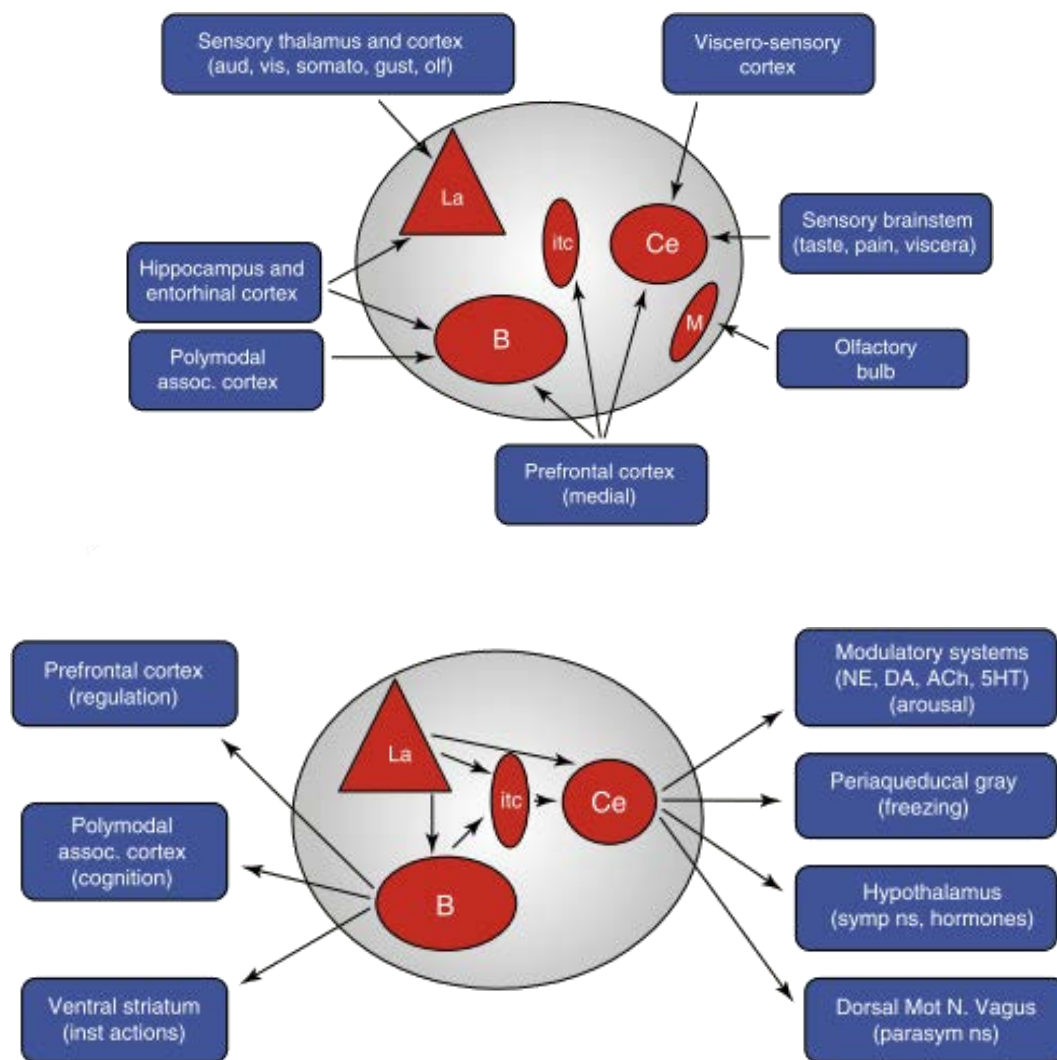 Sensory thalamus and cortex
(aud, vis, somato, gust, olf)
Viscero-sensory
cortex
La
itc
Ce
Sensory brainstem
(taste, pain, viscera)
Hippocampus and
entorhinal cortex
B
M
Polymodal
assoc. cortex
Olfactory
bulb
Prefrontal cortex
(medial)
Prefrontal cortex
(regulation)
Modulatory systems
(NE, DA, ACh, 5HT)
(arousal)
La
itc
Ce
Periaqueducal gray
(freezing)
Polymodal
assoc. cortex
(cognition)
B
Hypothalamus
(symp ns, hormones)
Ventral striatum
(inst actions)
Dorsal Mot N. Vagus
(parasym ns)